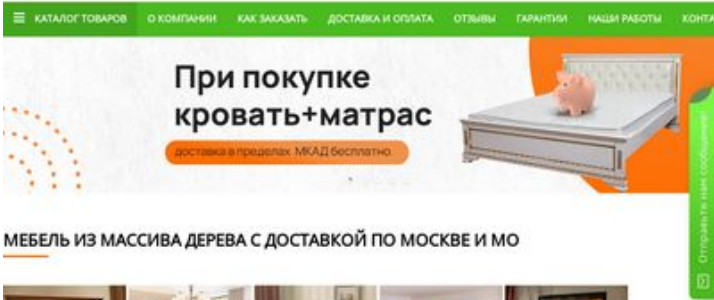 КАТАЛОГ ТОВАРОВ О КОМПАНИИ КАК ЗАКАЗАТЬ ДОСТАВКА И ОПЛАТА ОТЗЫВЫ ГАРАНТИИ НАШИ РАБОТЫ КОНТА
При покупке
кровать+матрас
доставка в пределах МКАД бесплатно.
Отправьте нам сообщение!
МЕБЕЛЬ ИЗ МАССИВА ДЕРЕВА С ДОСТАВКОЙ ПО МОСКВЕ И МО